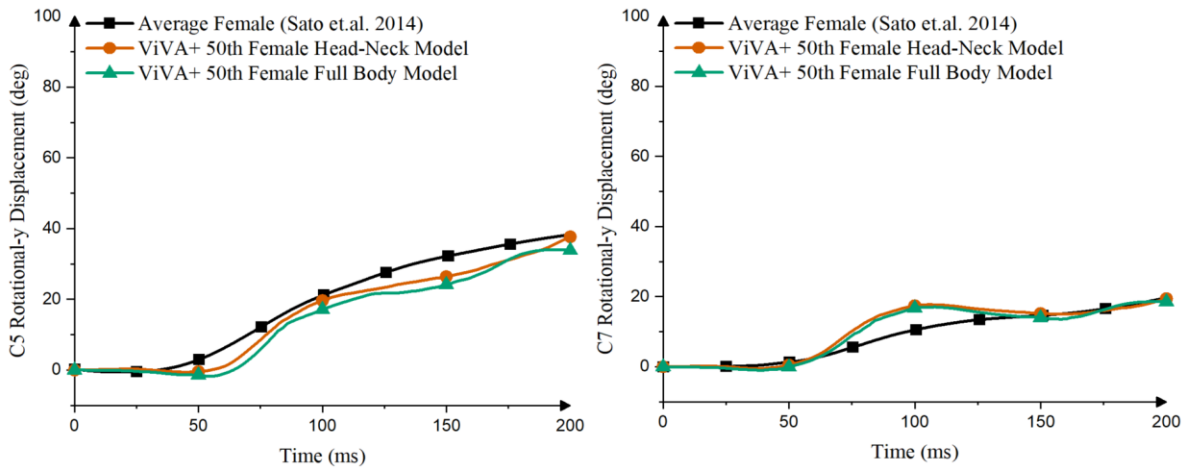 C5 Rotational-y Displacement (deg)
100
80
60
40
20
0
Average Female (Sato et.al. 2014)
ViVA+ 50th Female Head-Neck Model
ViVA+ 50th Female Full Body Model
0
50
100
150
200
Time (ms)
C7 Rotational-y Displacement (deg)
100
80
60
40
20
0
Average Female (Sato et.al. 2014)
ViVA+ 50th Female Head-Neck Model
ViVA+ 50th Female Full Body Model
0
50
100
150
200
Time (ms)